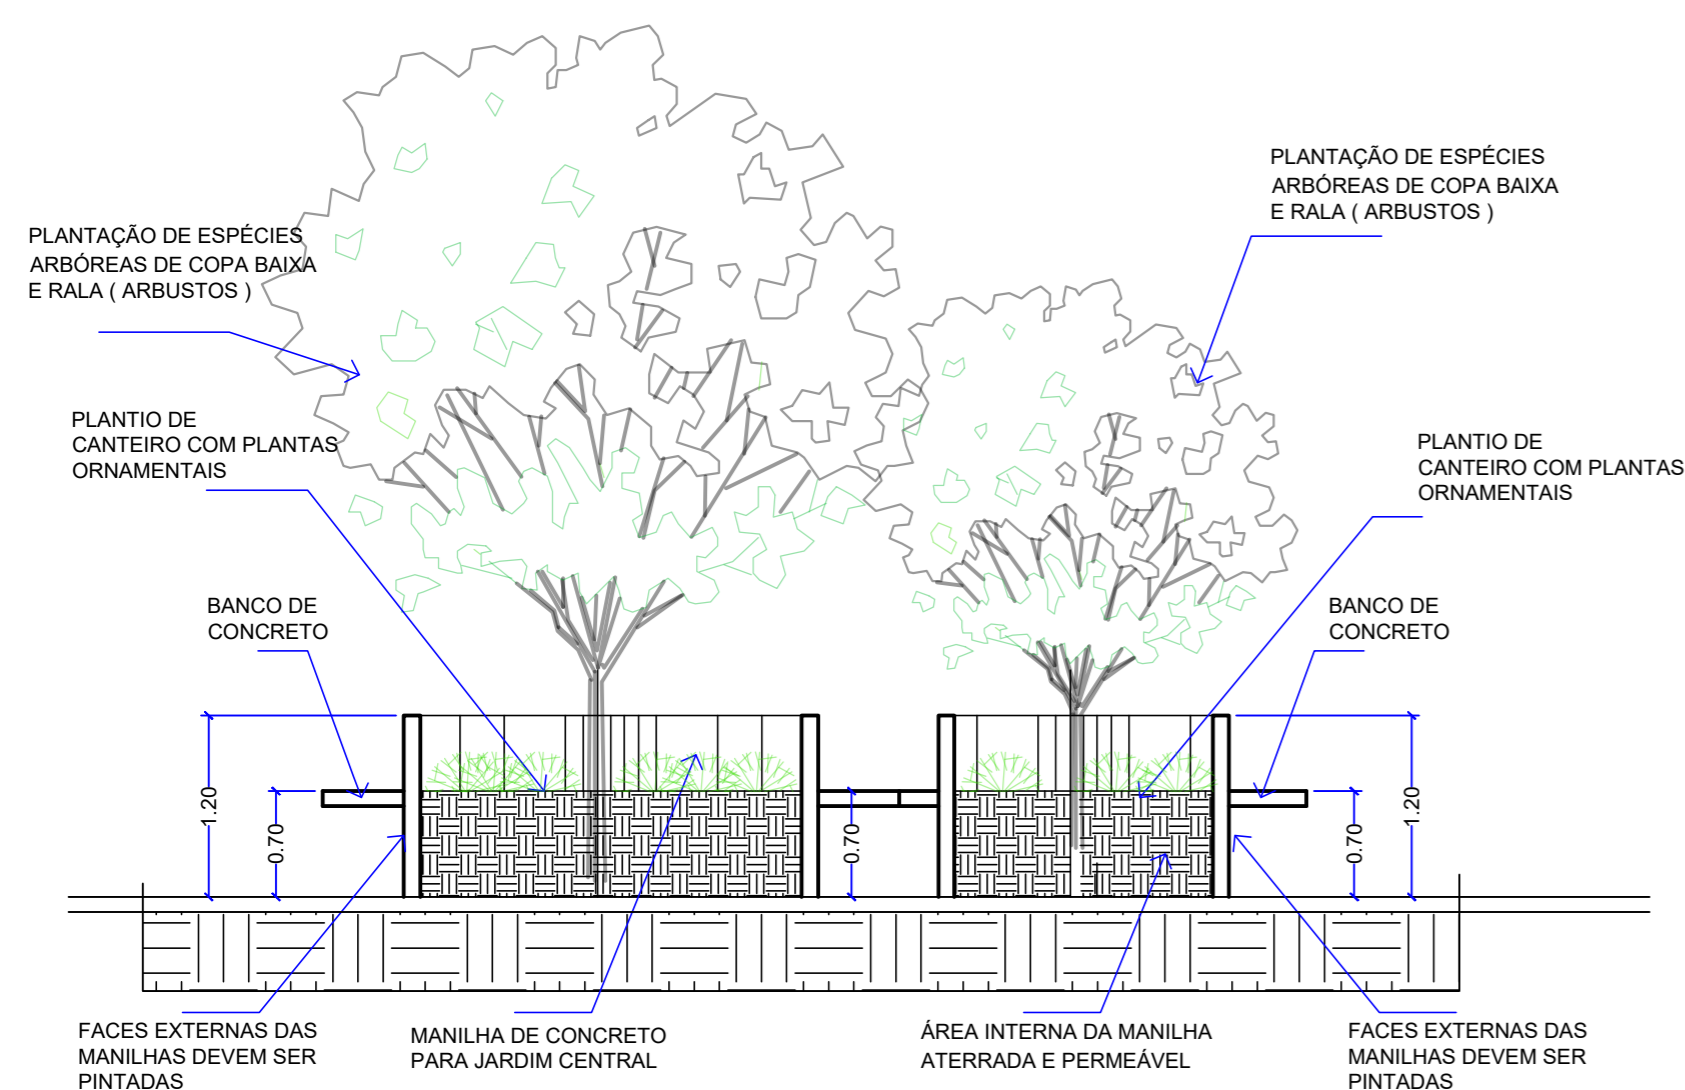 PLANTAÇÃO DE ESPÉCIES
ARBÓREAS DE COPA BAIXA
E RALA ( ARBUSTOS )
PLANTAÇÃO DE ESPÉCIES
ARBÓREAS DE COPA BAIXA
E RALA ( ARBUSTOS )
PLANTIO DE
CANTEIRO COM PLANTAS
ORNAMENTAIS
PLANTIO DE
CANTEIRO COM PLANTAS
ORNAMENTAIS
BANCO DE
CONCRETO
BANCO DE
CONCRETO
1.20
0.70
0.70
0.70
1.20
FACES EXTERNAS DAS
MANILHAS DEVEM SER
PINTADAS
MANILHA DE CONCRETO
PARA JARDIM CENTRAL
ÁREA INTERNA DA MANILHA
ATERRADA E PERMEÁVEL
FACES EXTERNAS DAS
MANILHAS DEVEM SER
PINTADAS